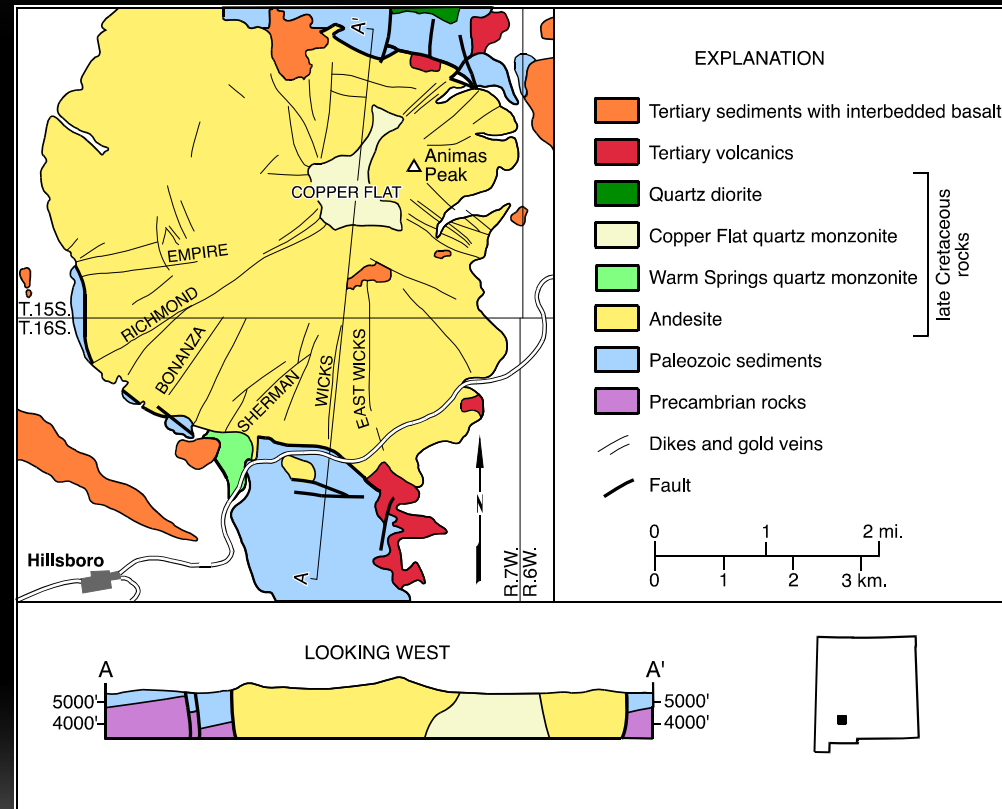 A'
Animas
Peak
COPPER FLAT
EMPIRE
RICHMOND
BONANZA
SHERMAN
WICKS
EAST WICKS
T.15S.
T.16S.
Hillsboro
A
N
R.7W.
R.6W.
EXPLANATION
Tertiary sediments with interbedded basalt
Tertiary volcanics
Quartz diorite
Copper Flat quartz monzonite
Warm Springs quartz monzonite
Andesite
late Cretaceous
rocks
Paleozoic sediments
Precambrian rocks
Dikes and gold veins
Fault
0 1 2 mi.
0 1 2 3 km.
LOOKING WEST
A A'
5000' 5000'
4000' 4000'